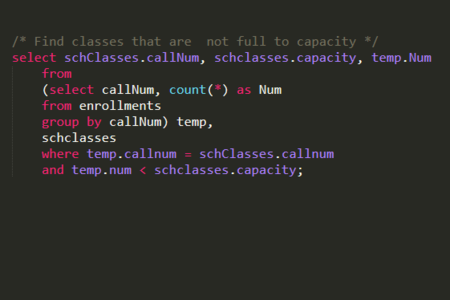 /* Find classes that are  not full to capacity */
select schClasses.callNum, schclasses.capacity, temp.Num
from
(select callNum, count(*) as Num
from enrollments
group by callNum) temp,
schclasses
where temp.callnum = schClasses.callnum
and temp.num < schclasses.capacity;